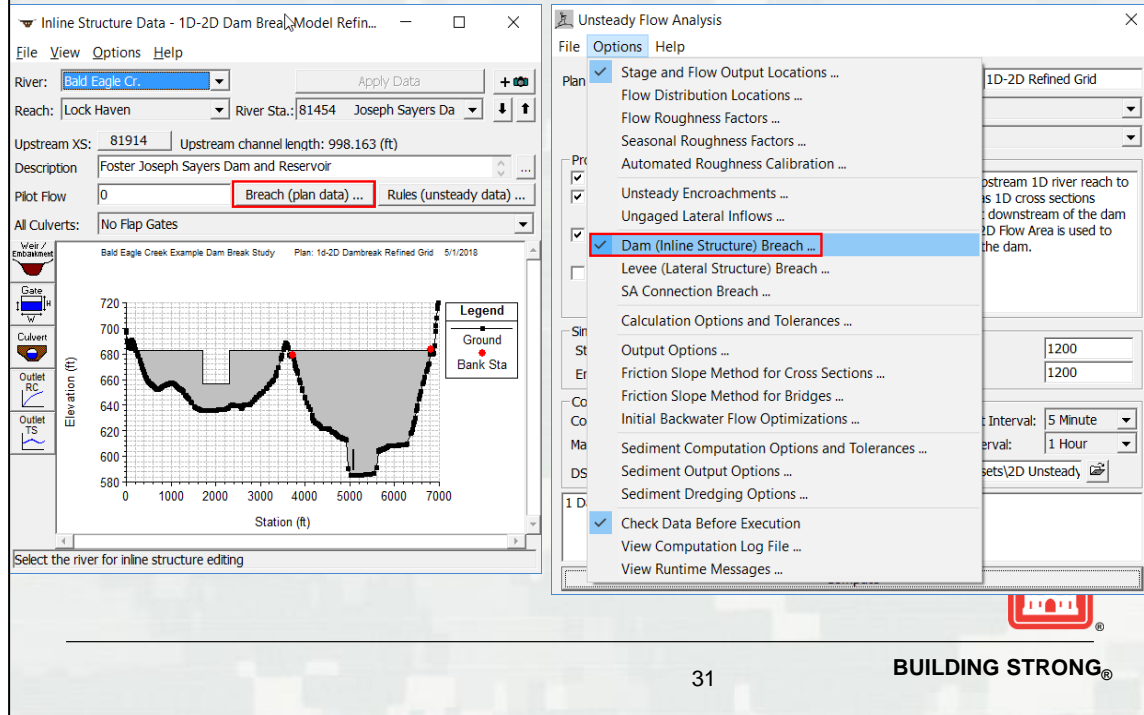 Inline Structure Data - 1D-2D Dam Break Model Refin...
File View Options Help
River: Bald Eagle Cr. Apply Data
Reach: Lock Haven River Sta.: 81454 Joseph Sayers Da
Upstream XS: 81914 Upstream channel length: 998.163 (ft)
Description Foster Joseph Sayers Dam and Reservoir ...
Pilot Flow 0 Breach (plan data) ... Rules (unsteady data) ...
All Culverts: No Flap Gates
Weir / Embankment
Gate
H
W
Culvert
Outlet RC
Outlet TS
Bald Eagle Creek Example Dam Break Study Plan: 1d-2D Dambreak Refined Grid 5/1/2018
720
700
680
660
640
620
600
580
Elevation (ft)
0 1000 2000 3000 4000 5000 6000 7000
Station (ft)
Legend
Ground
Bank Sta
Select the river for inline structure editing
Unsteady Flow Analysis
File Options Help
Plan
1D-2D Refined Grid
Stage and Flow Output Locations ...
Flow Distribution Locations ...
Flow Roughness Factors ...
Seasonal Roughness Factors ...
Automated Roughness Calibration ...
Unsteady Encroachments ...
Ungaged Lateral Inflows ...
Dam (Inline Structure) Breach ...
Levee (Lateral Structure) Breach ...
SA Connection Breach ...
Calculation Options and Tolerances ...
Output Options ...
Friction Slope Method for Cross Sections ...
Friction Slope Method for Bridges ...
Initial Backwater Flow Optimizations ...
Sediment Computation Options and Tolerances ...
Sediment Output Options ...
Sediment Dredging Options ...
Check Data Before Execution
View Computation Log File ...
View Runtime Messages ...
Pro
pstream 1D river reach to
as 1D cross sections
downstream of the dam
2D Flow Area is used to
the dam.
Sin
St 1200
Er 1200
Co
Co t Interval: 5 Minute
Ma erval: 1 Hour
DS sets\2D Unsteady
1 D
®
31
BUILDING STRONG®